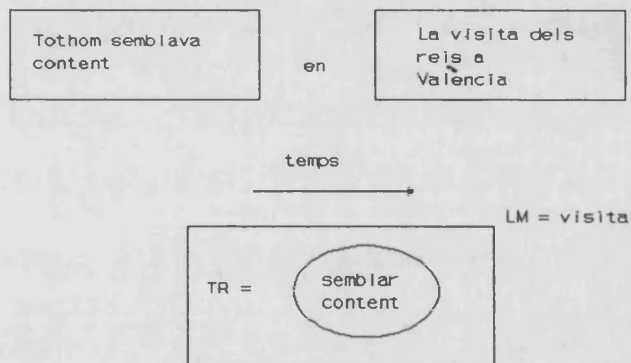 Tothom semblava
content
en
La visita dels
reis a
València
temps
LM = visita
TR =
semblar
content